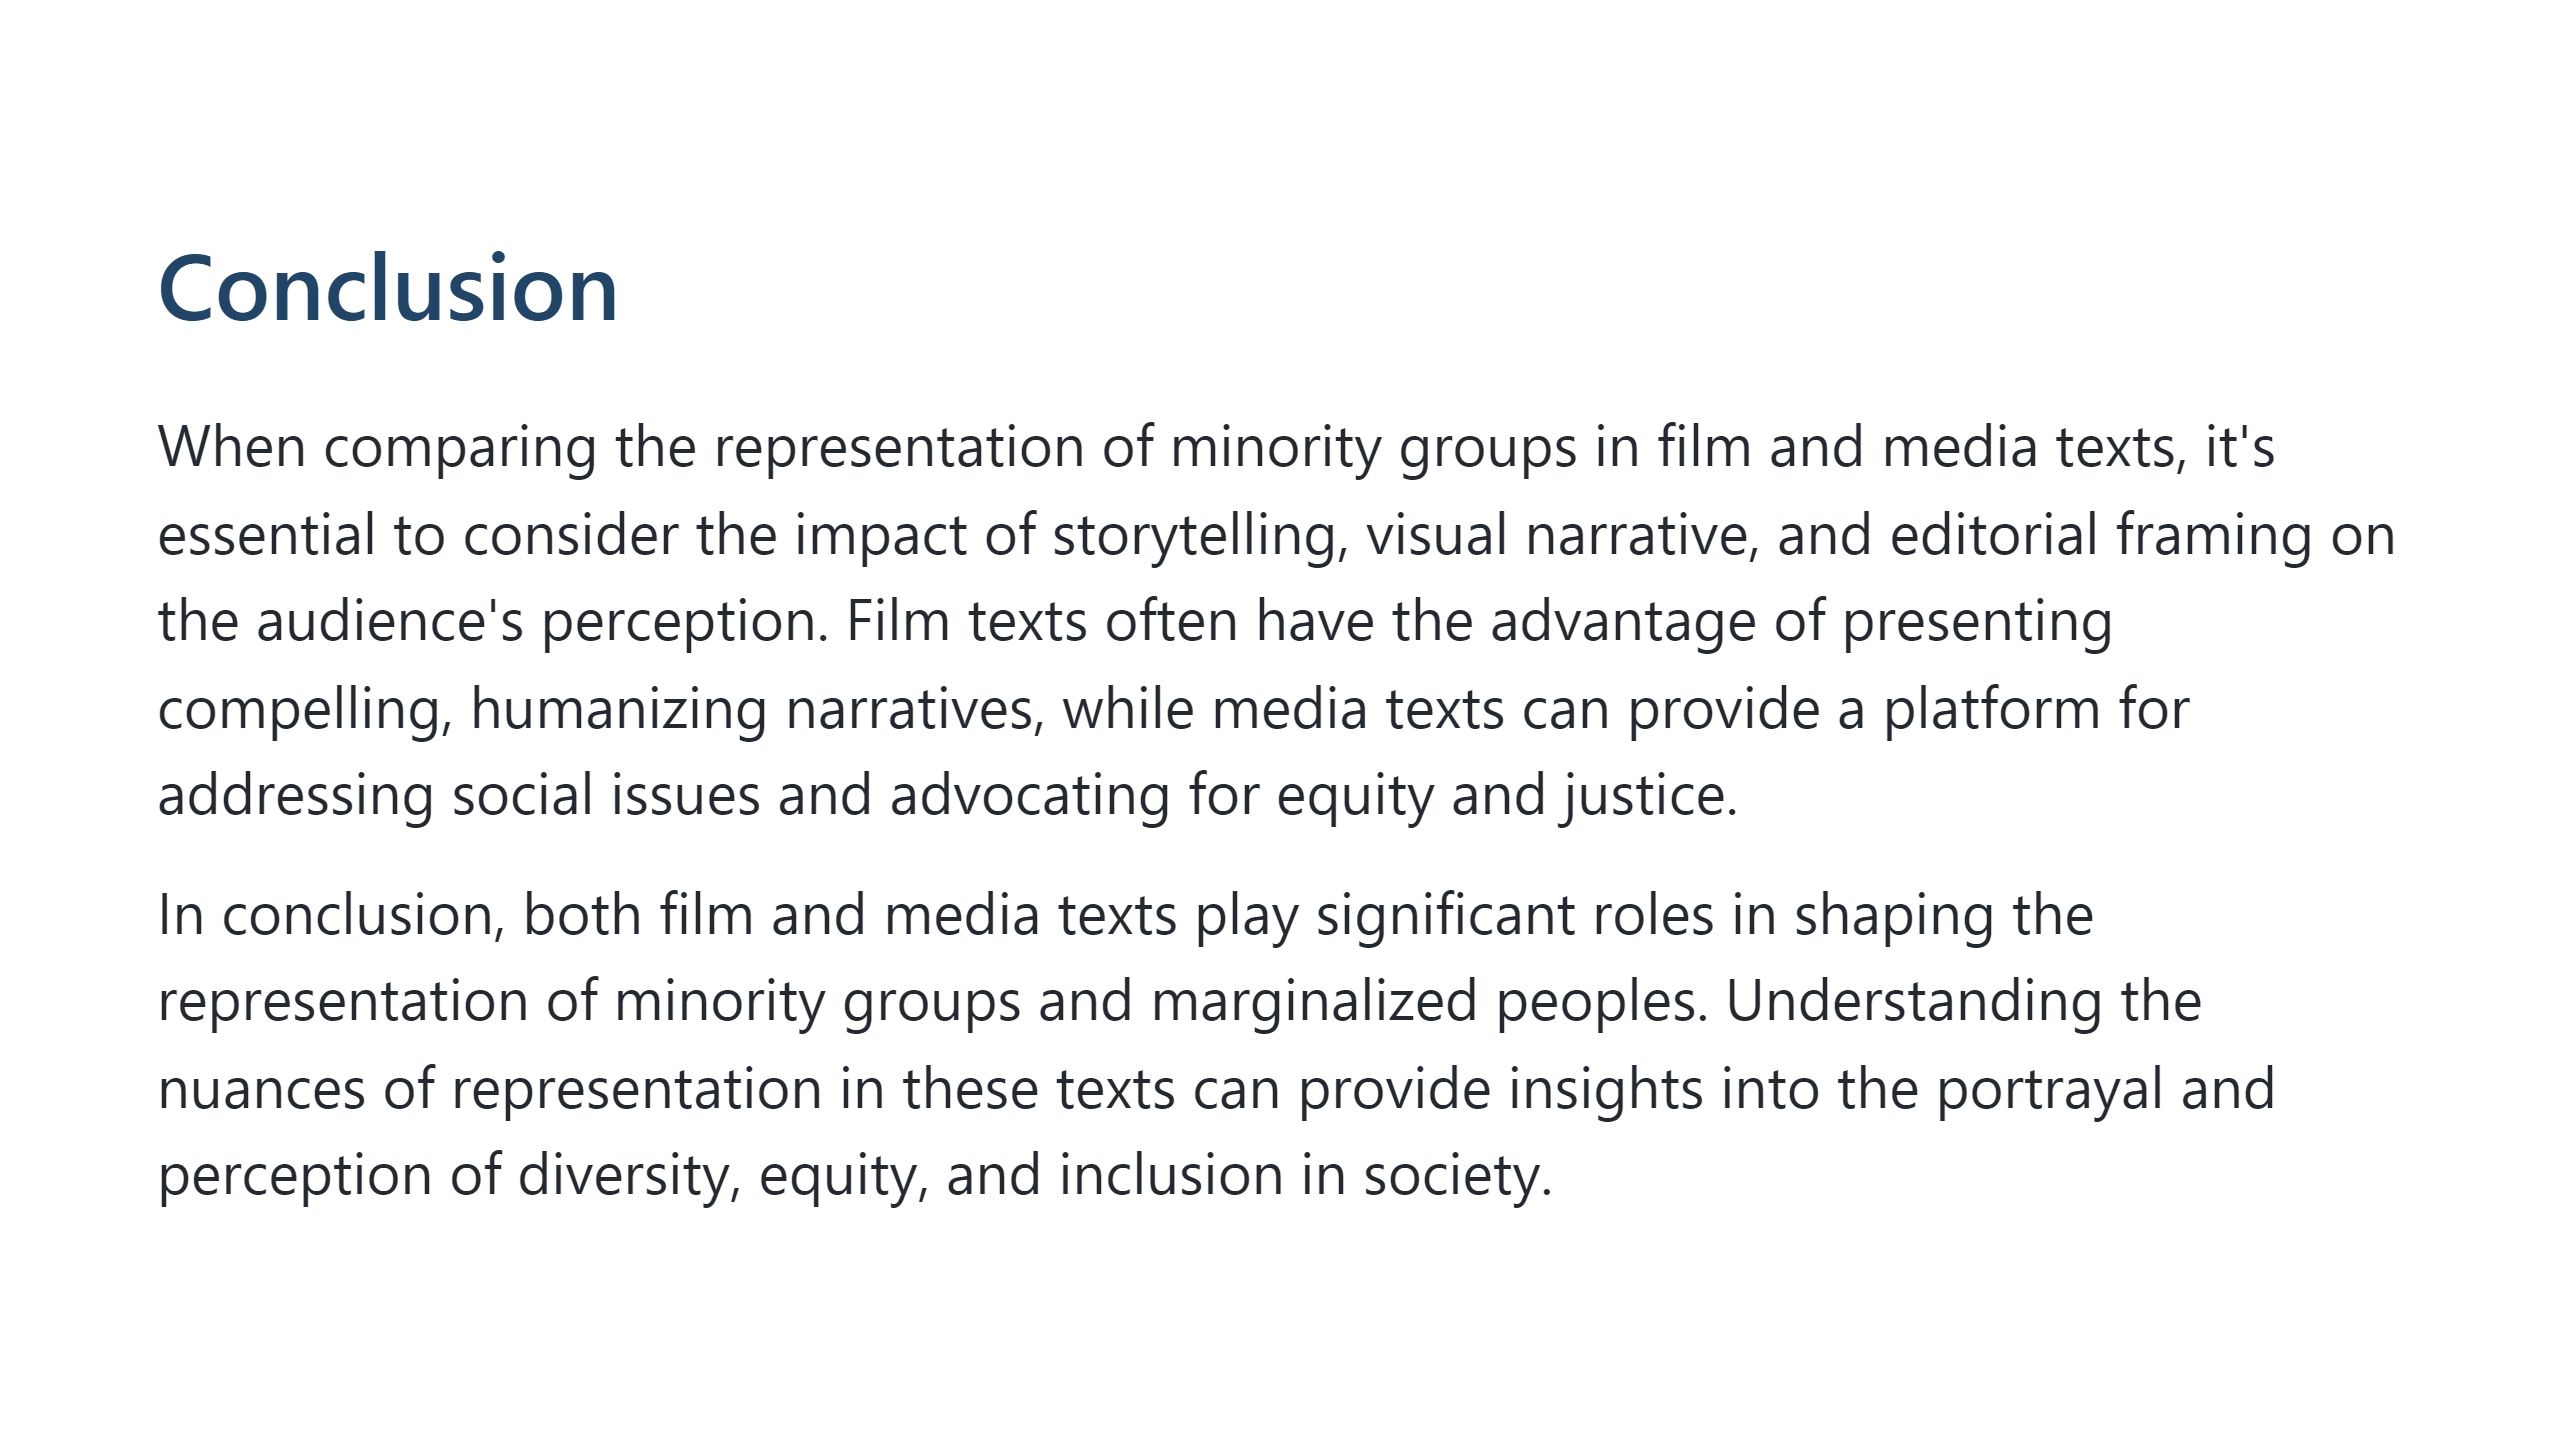 Conclusion
When comparing the representation of minority groups in film and media texts, it's
essential to consider the impact of storytelling, visual narrative, and editorial framing on
the audience's perception. Film texts often have the advantage of presenting
compelling, humanizing narratives, while media texts can provide a platform for
addressing social issues and advocating for equity and justice.
In conclusion, both film and media texts play significant roles in shaping the
representation of minority groups and marginalized peoples. Understanding the
nuances of representation in these texts can provide insights into the portrayal and
perception of diversity, equity, and inclusion in society.